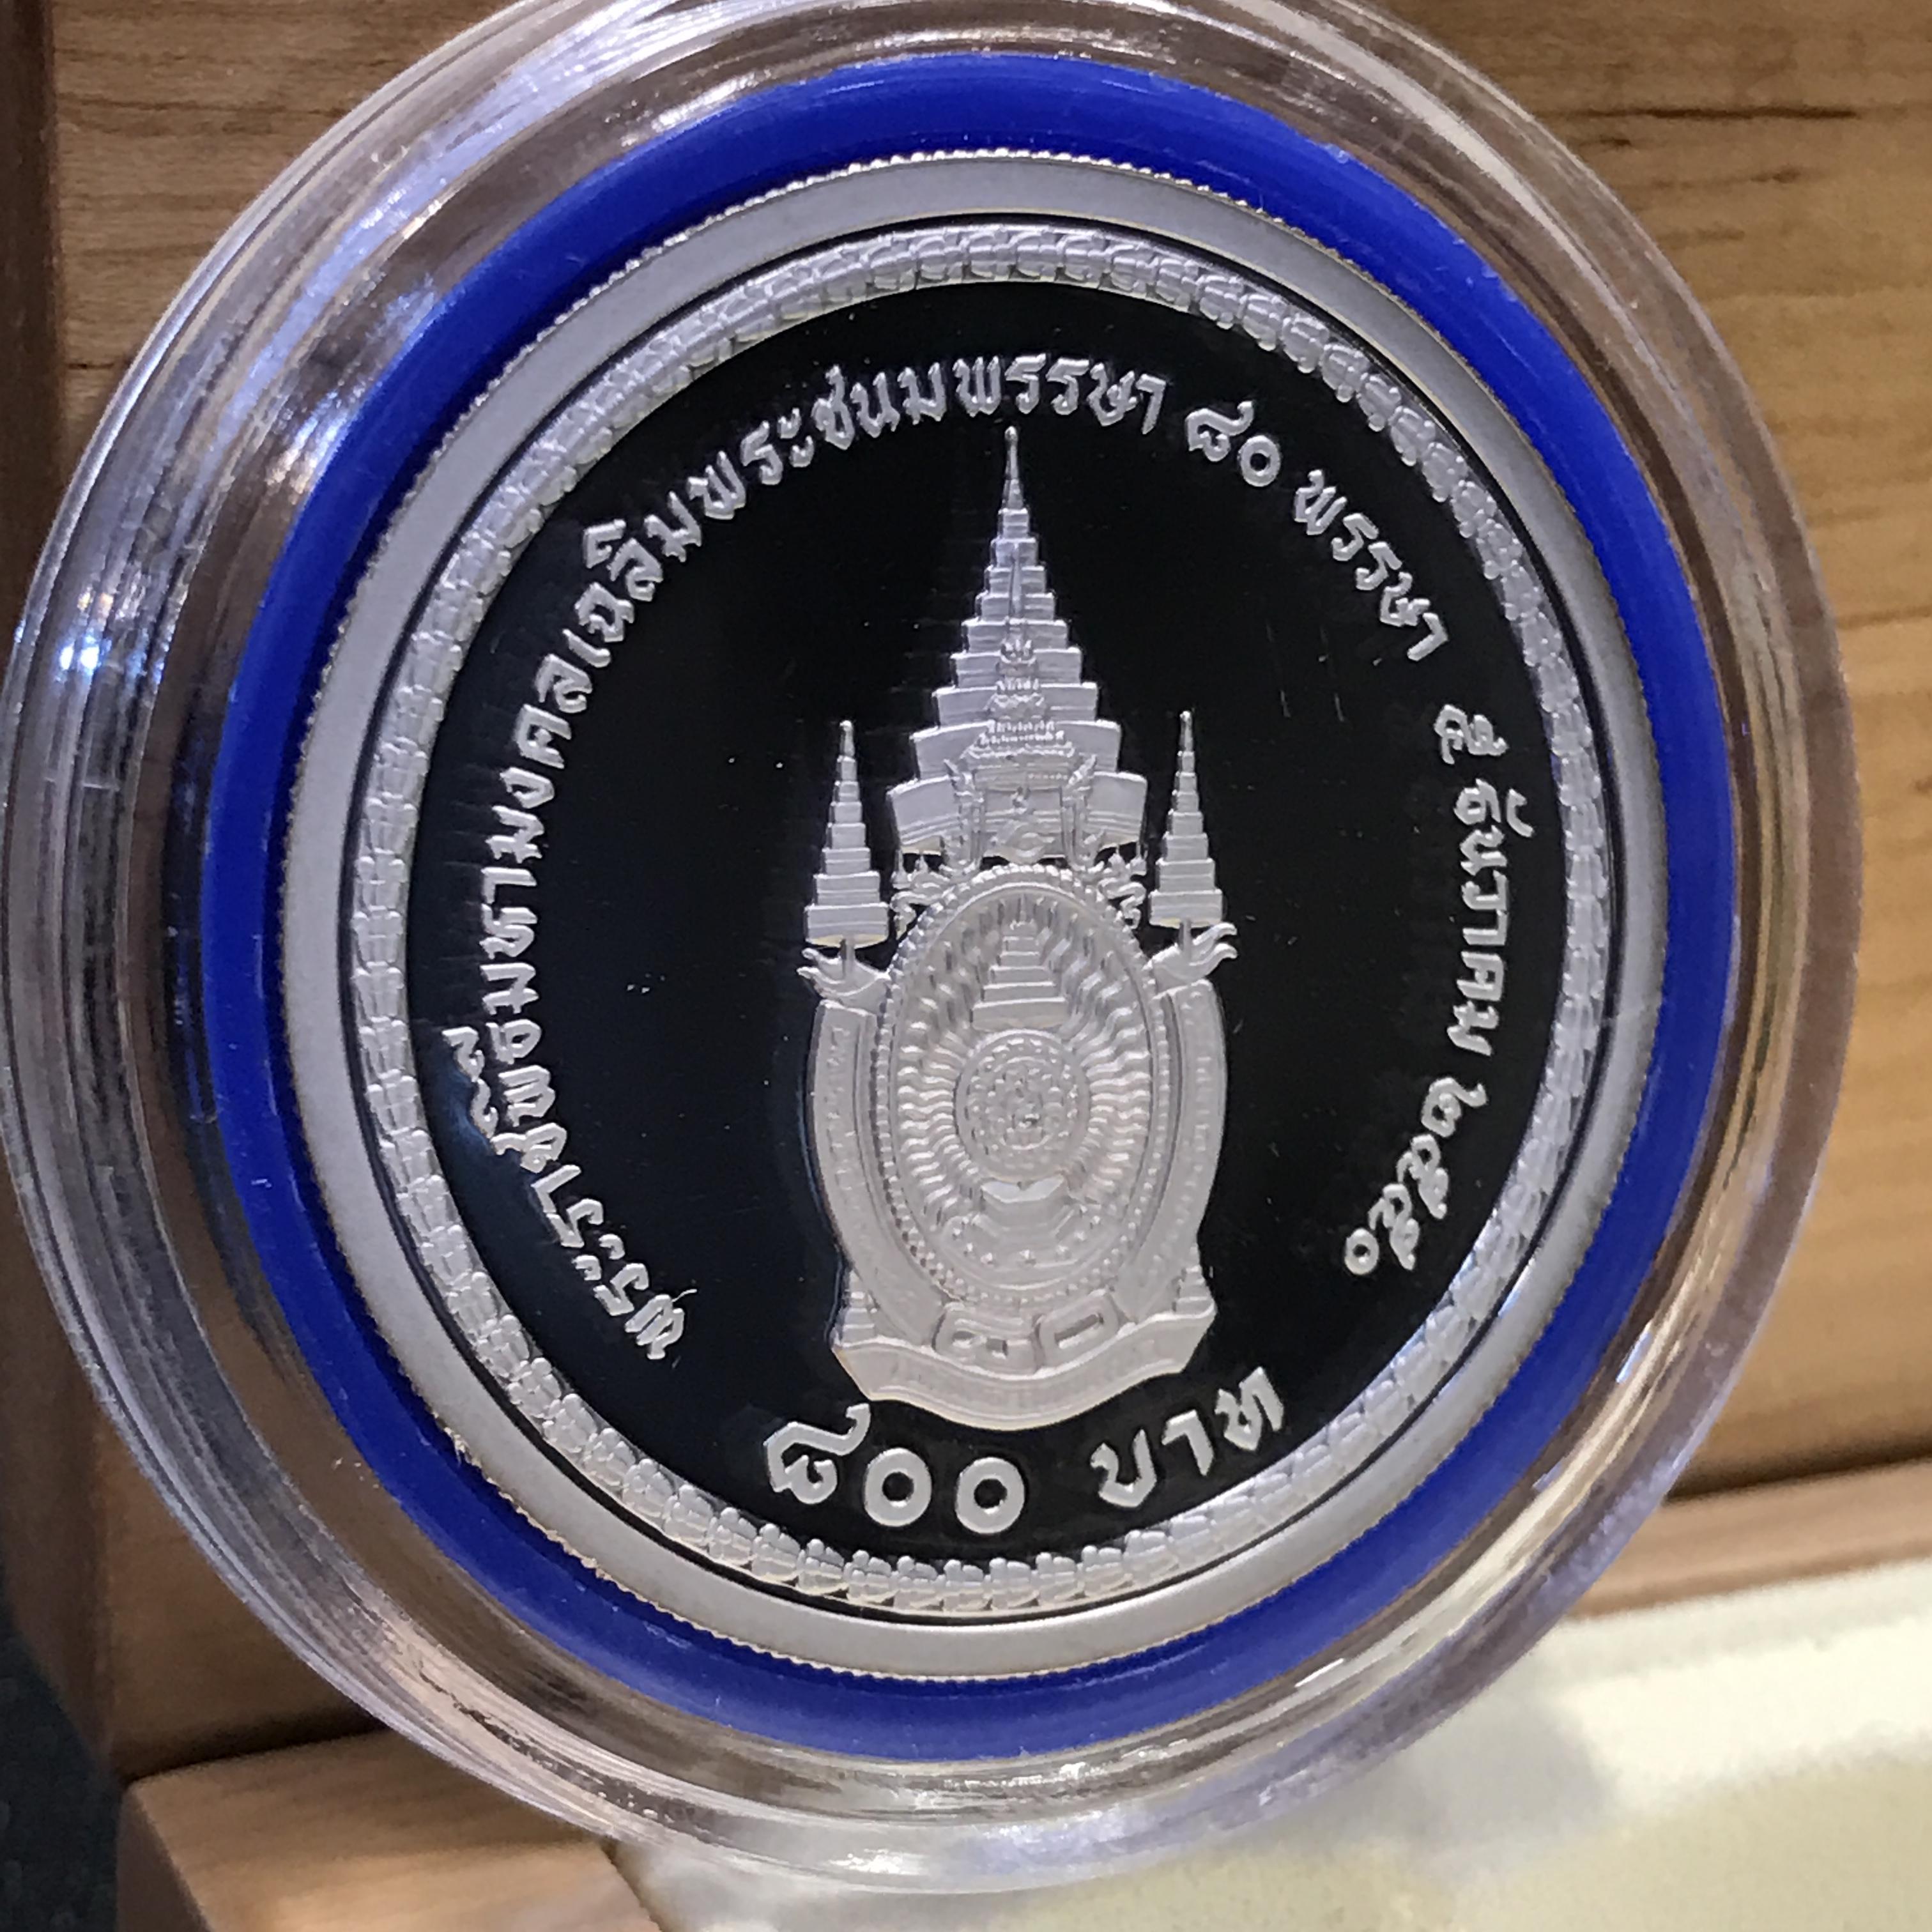 พระราชพิธีมหามงคลเฉลิมพระชนมพรรษา ๘๐ พรรษา ๕ ธันวาคม ๒๕๕๐
๘๐
๘๐๐ บาท